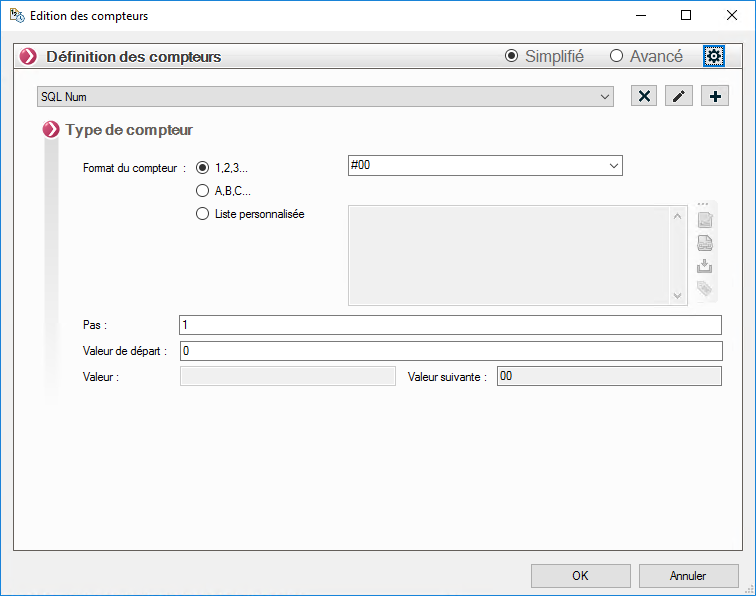 Edition des compteurs
Définition des compteurs Simplifié Avancé
SQL Num
Type de compteur
Format du compteur : 1,2,3... #00
A,B,C...
Liste personnalisée
Pas : 1
Valeur de départ : 0
Valeur : Valeur suivante : 00
OK Annuler